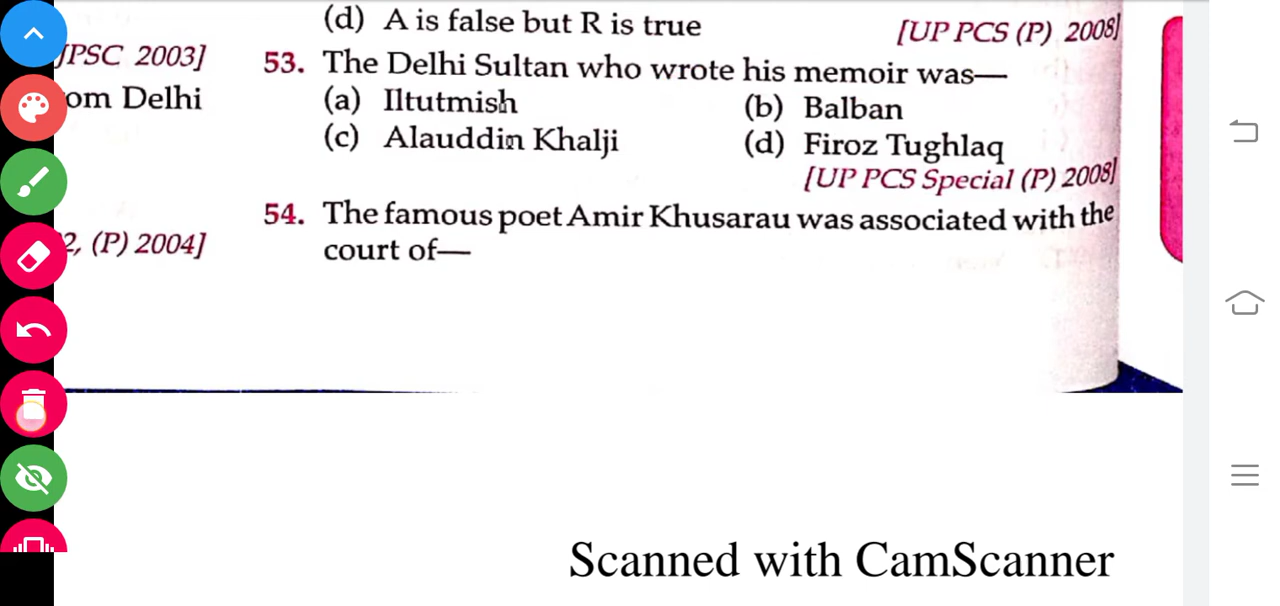 (d) A is false but R is true
[UP PCS (P) 2008]
PSC 2003]
om Delhi
2, (P) 2004]
53. The Delhi Sultan who wrote his memoir was—
(a) Iltutmish (b) Balban
(c) Alauddin Khalji (d) Firoz Tughlaq
[UP PCS Special (P) 2008]
54. The famous poet Amir Khusarau was associated with the
court of—
Scanned with CamScanner